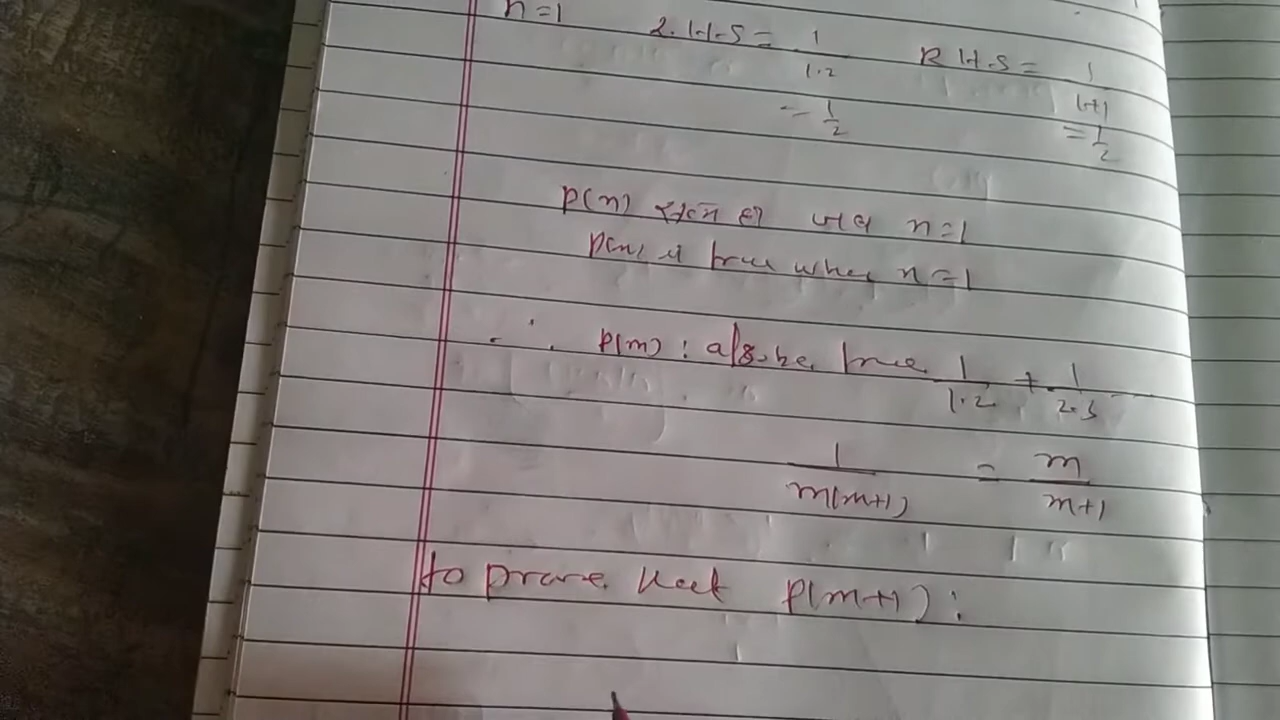 n=1 L.H.S = 1/1.2 R.H.S = 1/1+1
= 1/2 = 1/2
P(n) सत्य है जब n=1
P(n) is true when n=1
∴ P(m) : also be true 1/1.2 + 1/2.3
1/m(m+1) = m/m+1
to prove that P(m+1) :